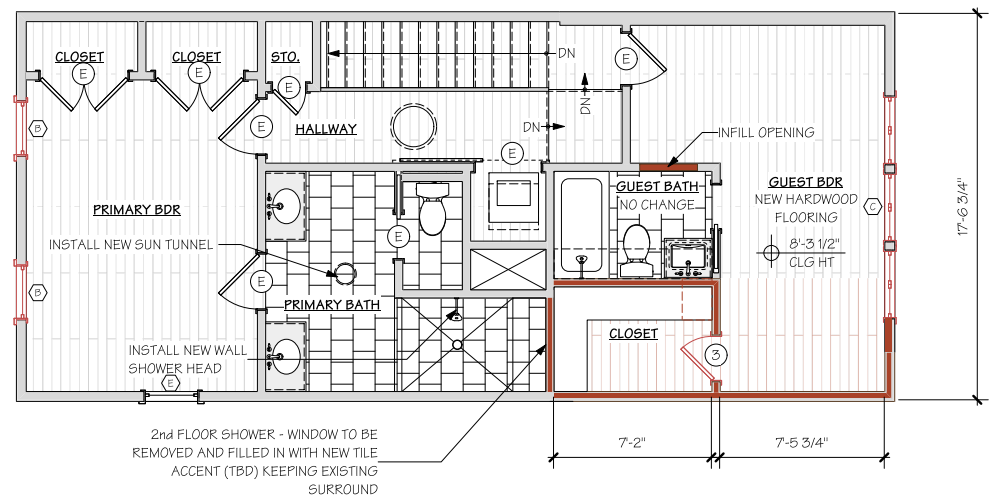 CLOSET
CLOSET
STO.
E
E
E
DN
E
DN
DN
E
HALLWAY
E
INFILL OPENING
B
PRIMARY BDR
GUEST BATH
NO CHANGE
GUEST BDR
NEW HARDWOOD
FLOORING
C
17'-6 3/4"
INSTALL NEW SUN TUNNEL
E
8'-3 1/2"
CLG HT
B
E
PRIMARY BATH
CLOSET
3
INSTALL NEW WALL
SHOWER HEAD
E
2nd FLOOR SHOWER - WINDOW TO BE
REMOVED AND FILLED IN WITH NEW TILE
ACCENT (TBD) KEEPING EXISTING
SURROUND
7'-2"
7'-5 3/4"